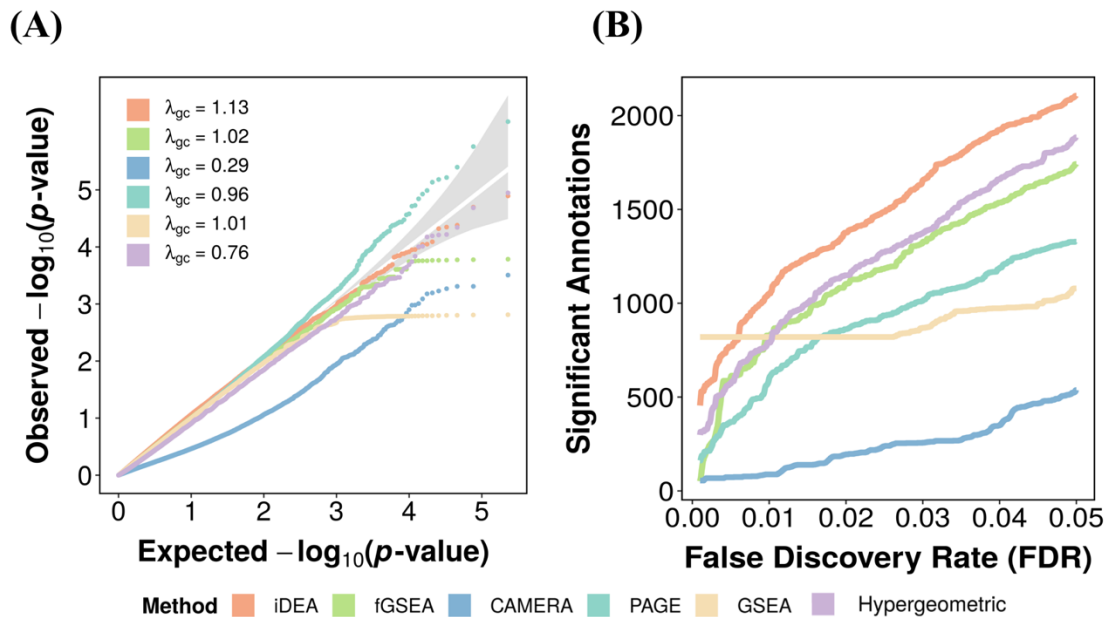 (A)
(B)
Observed −log10(p-value)
5
4
3
2
1
0
λgc = 1.13
λgc = 1.02
λgc = 0.29
λgc = 0.96
λgc = 1.01
λgc = 0.76
0 1 2 3 4 5
Expected −log10(p-value)
Significant Annotations
2000
1500
1000
500
0
0.00 0.01 0.02 0.03 0.04 0.05
False Discovery Rate (FDR)
Method iDEA fGSEA CAMERA PAGE GSEA Hypergeometric